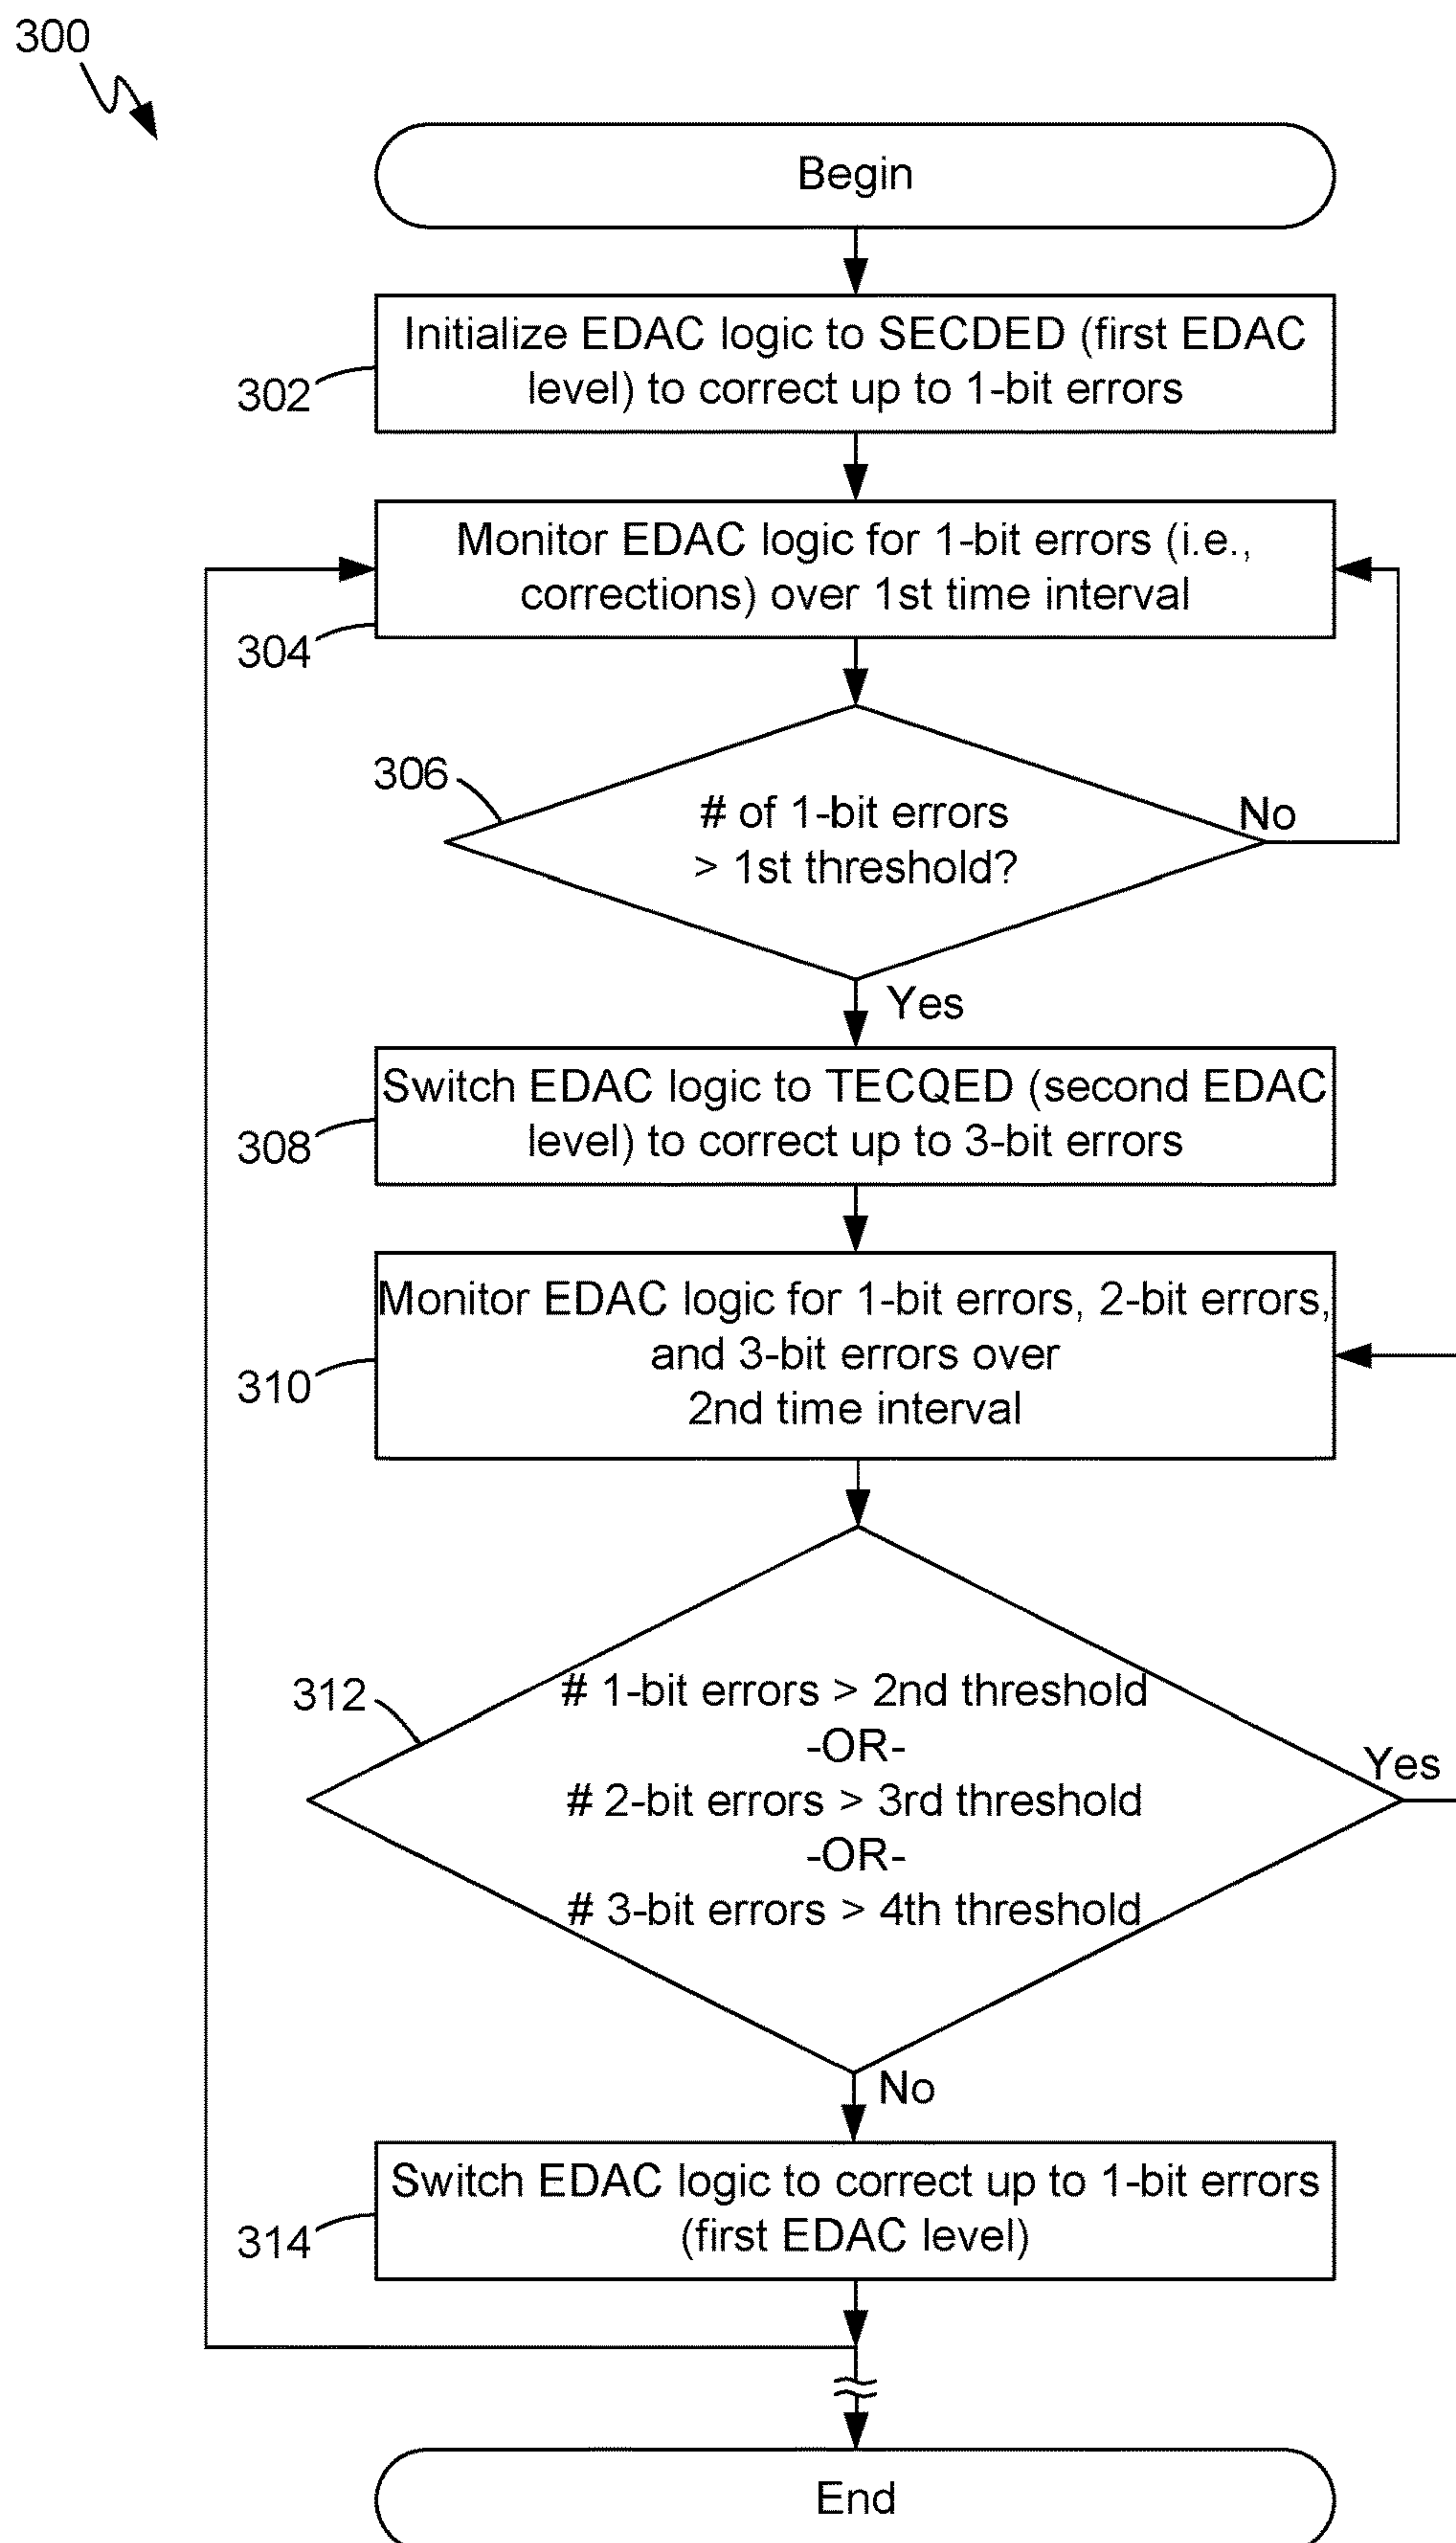 300
Begin
Initialize EDAC logic to SECDED (first EDAC
level) to correct up to 1-bit errors
302
Monitor EDAC logic for 1-bit errors (i.e.,
corrections) over 1st time interval
304
306
# of 1-bit errors
> 1st threshold?
No
Yes
Switch EDAC logic to TECQED (second EDAC
level) to correct up to 3-bit errors
308
Monitor EDAC logic for 1-bit errors, 2-bit errors,
and 3-bit errors over
2nd time interval
310
312
# 1-bit errors > 2nd threshold
-OR-
# 2-bit errors > 3rd threshold
-OR-
# 3-bit errors > 4th threshold
Yes
No
Switch EDAC logic to correct up to 1-bit errors
(first EDAC level)
314
End